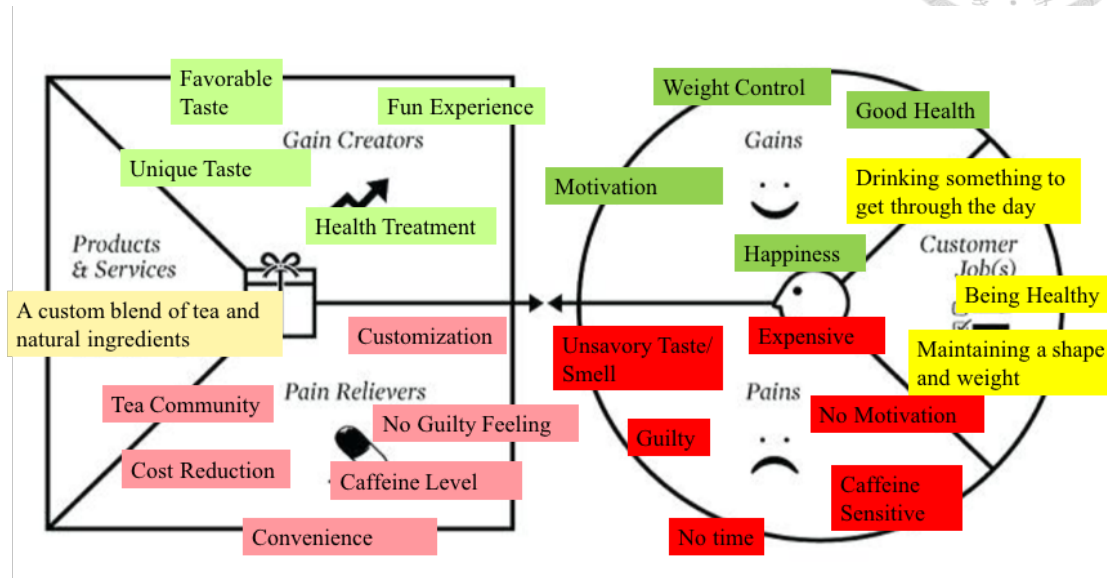 Favorable
Taste
Fun Experience
Gain Creators
Unique Taste
Health Treatment
Products
& Services
A custom blend of tea and
natural ingredients
Customization
Tea Community
Pain Relievers
No Guilty Feeling
Cost Reduction
Caffeine Level
Convenience
Weight Control
Good Health
Gains
Motivation
Drinking something to
get through the day
Happiness
Customer
Job(s)
Being Healthy
Expensive
Unsavory Taste/
Smell
Maintaining a shape
and weight
Pains
No Motivation
Guilty
Caffeine
Sensitive
No time